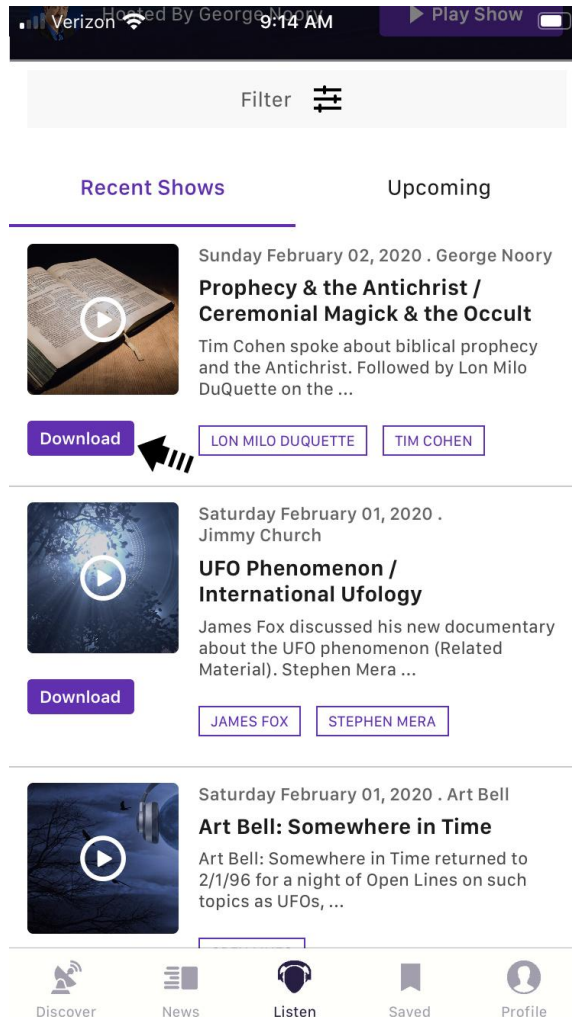 Verizon
9:14 AM
Hosted By George Noory
Play Show
Filter
Recent Shows
Upcoming
Sunday February 02, 2020 . George Noory
Prophecy & the Antichrist /
Ceremonial Magick & the Occult
Tim Cohen spoke about biblical prophecy
and the Antichrist. Followed by Lon Milo
DuQuette on the ...
Download
LON MILO DUQUETTE
TIM COHEN
Saturday February 01, 2020 .
Jimmy Church
UFO Phenomenon /
International Ufology
James Fox discussed his new documentary
about the UFO phenomenon (Related
Material). Stephen Mera ...
Download
JAMES FOX
STEPHEN MERA
Saturday February 01, 2020 . Art Bell
Art Bell: Somewhere in Time
Art Bell: Somewhere in Time returned to
2/1/96 for a night of Open Lines on such
topics as UFOs, ...
Discover
News
Listen
Saved
Profile